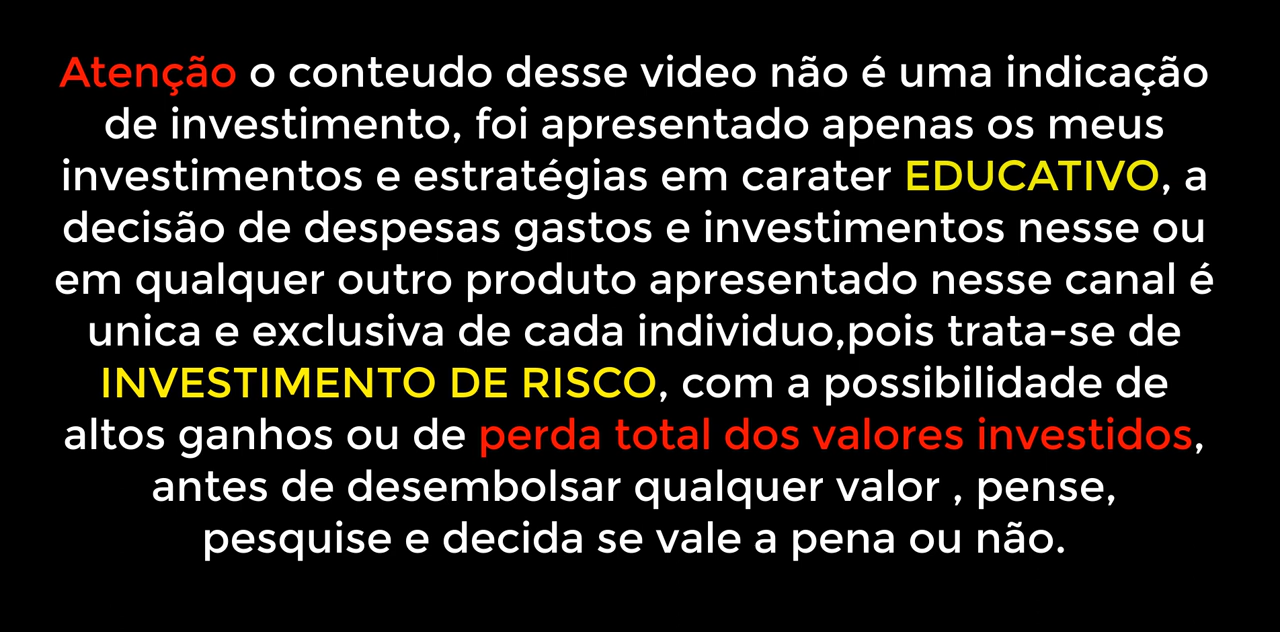 Atenção o conteudo desse video não é uma indicação
de investimento, foi apresentado apenas os meus
investimentos e estratégias em carater EDUCATIVO, a
decisão de despesas gastos e investimentos nesse ou
em qualquer outro produto apresentado nesse canal é
unica e exclusiva de cada individuo,pois trata-se de
INVESTIMENTO DE RISCO, com a possibilidade de
altos ganhos ou de perda total dos valores investidos,
antes de desembolsar qualquer valor , pense,
pesquise e decida se vale a pena ou não.